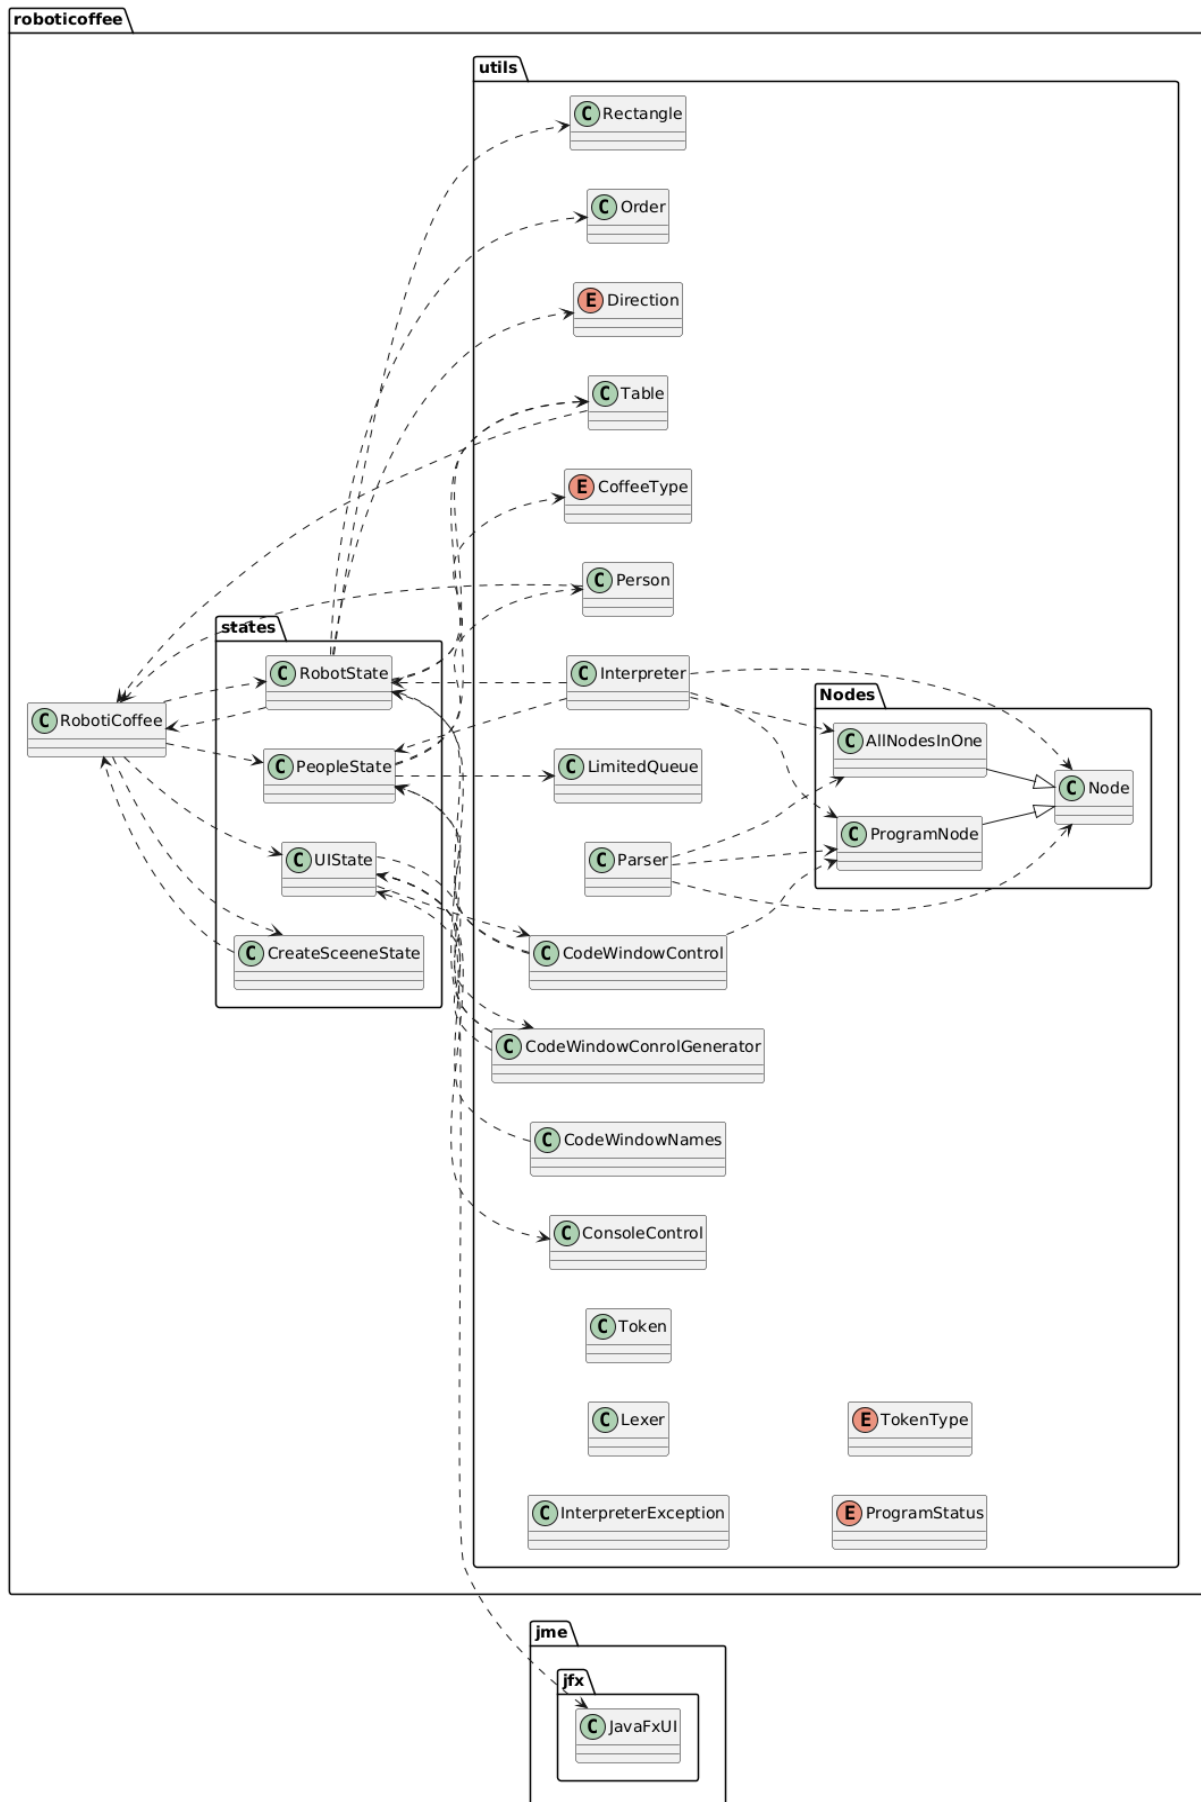 roboticoffee
utils
C Rectangle
C Order
E Direction
C Table
E CoffeeType
C Person
states
C RobotState
C Interpreter
Nodes
C RobotiCoffee
C AllNodesInOne
C PeopleState
C LimitedQueue
C Node
C UIState
C Parser
C ProgramNode
C CreateSceeneState
C CodeWindowControl
C CodeWindowConrolGenerator
C CodeWindowNames
C ConsoleControl
C Token
C Lexer
E TokenType
C InterpreterException
E ProgramStatus
jme
jfx
C JavaFxUI